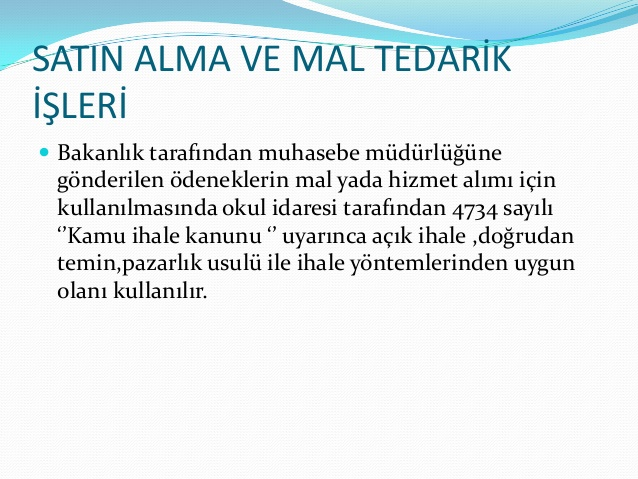 SATIN ALMA VE MAL TEDARİK
İŞLERİ
• Bakanlık tarafından muhasebe müdürlüğüne
gönderilen ödeneklerin mal yada hizmet alımı için
kullanılmasında okul idaresi tarafından 4734 sayılı
‘’Kamu ihale kanunu ‘’ uyarınca açık ihale ,doğrudan
temin,pazarlık usulü ile ihale yöntemlerinden uygun
olanı kullanılır.